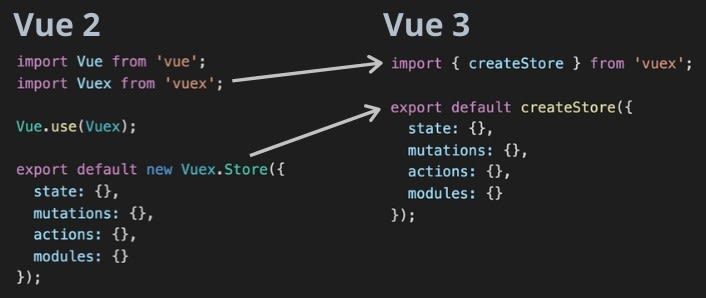 Vue 2
import Vue from 'vue';
import Vuex from 'vuex';
Vue.use(Vuex);
export default new Vuex.Store({
  state: {},
  mutations: {},
  actions: {},
  modules: {}
});
Vue 3
import { createStore } from 'vuex';
export default createStore({
  state: {},
  mutations: {},
  actions: {},
  modules: {}
});